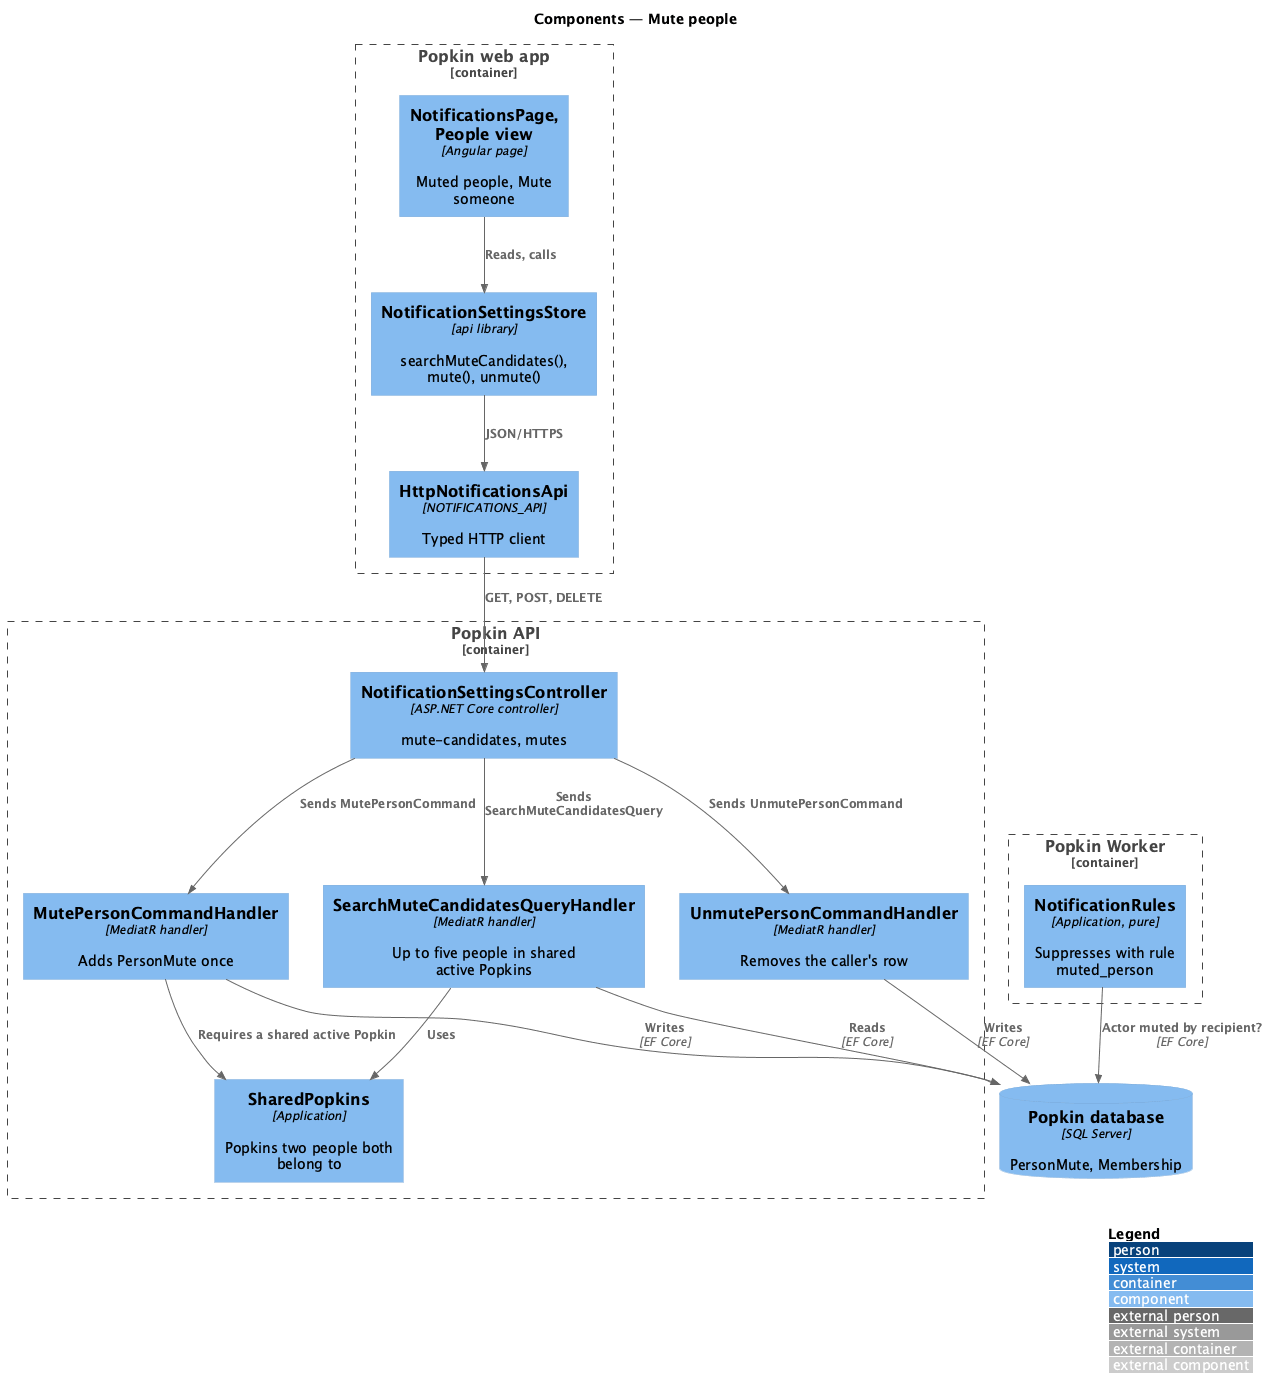 Components — Mute people
Popkin web app
[container]
NotificationsPage,
People view
[Angular page]
Muted people, Mute
someone
Reads, calls
NotificationSettingsStore
[api library]
searchMuteCandidates(),
mute(), unmute()
JSON/HTTPS
HttpNotificationsApi
[NOTIFICATIONS_API]
Typed HTTP client
GET, POST, DELETE
Popkin API
[container]
NotificationSettingsController
[ASP.NET Core controller]
mute-candidates, mutes
Sends MutePersonCommand
Sends
SearchMuteCandidatesQuery
Sends UnmutePersonCommand
MutePersonCommandHandler
[MediatR handler]
Adds PersonMute once
SearchMuteCandidatesQueryHandler
[MediatR handler]
Up to five people in shared
active Popkins
UnmutePersonCommandHandler
[MediatR handler]
Removes the caller's row
Popkin Worker
[container]
NotificationRules
[Application, pure]
Suppresses with rule
muted_person
Requires a shared active Popkin
Uses
Writes
[EF Core]
Reads
[EF Core]
Writes
[EF Core]
Actor muted by recipient?
[EF Core]
SharedPopkins
[Application]
Popkins two people both
belong to
Popkin database
[SQL Server]
PersonMute, Membership
Legend
person
system
container
component
external person
external system
external container
external component